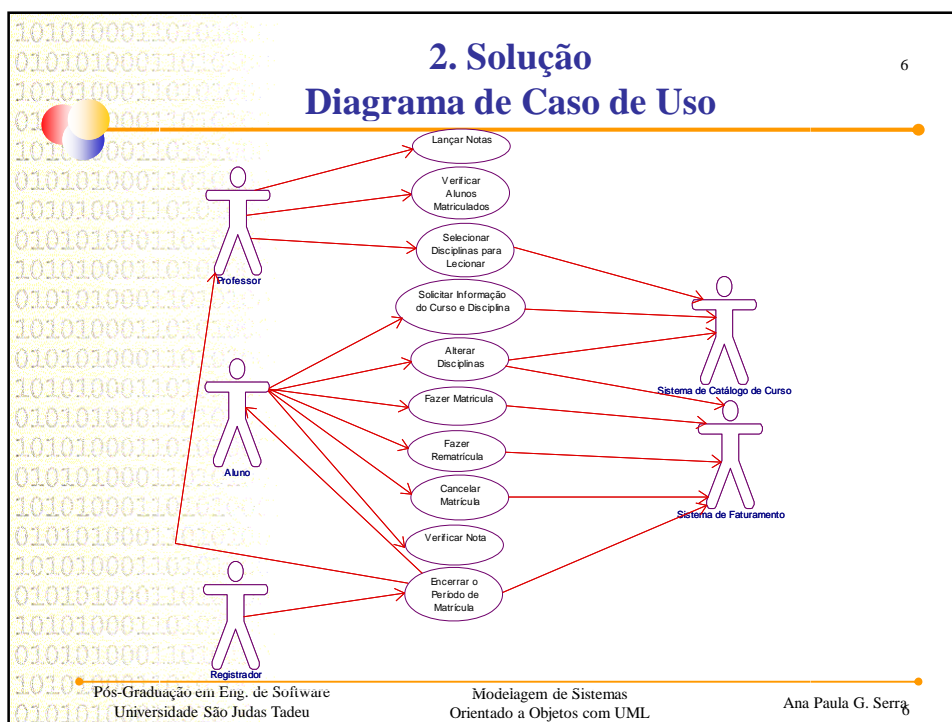 2. Solução
6
Diagrama de Caso de Uso
Lançar Notas
Verificar
Alunos
Matriculados
Selecionar
Disciplinas para
Lecionar
Professor
Solicitar Informação
do Curso e Disciplina
Alterar
Disciplinas
Sistema de Catálogo de Curso
Fazer Matricula
Fazer
Rematrícula
Aluno
Cancelar
Matrícula
Sistema de Faturamento
Verificar Nota
Encerrar o
Período de
Matrícula
Registrador
Pós-Graduação em Eng. de Software
Universidade São Judas Tadeu
Modelagem de Sistemas
Orientado a Objetos com UML
Ana Paula G. Serra
6